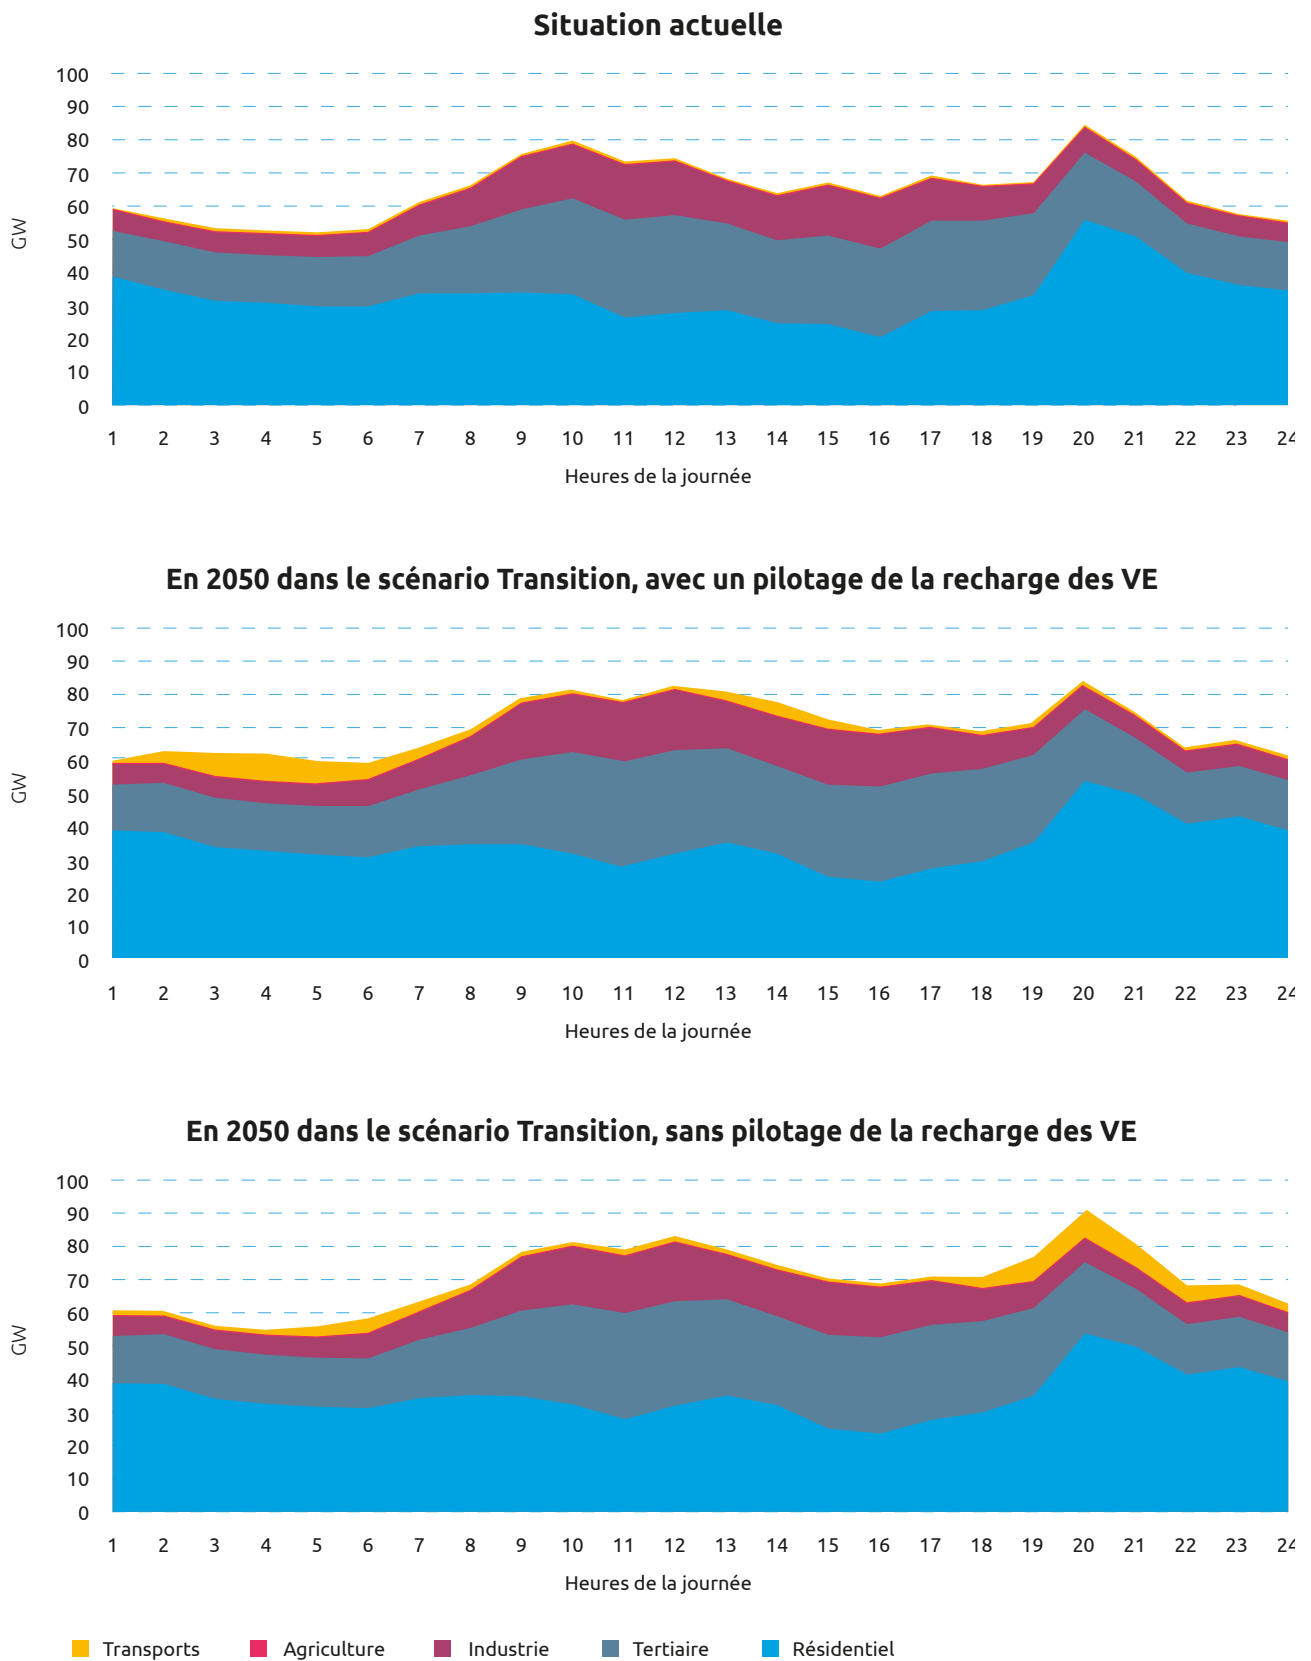 Situation actuelle
100
90
80
70
60
50
40
30
20
10
0
GW
1 2 3 4 5 6 7 8 9 10 11 12 13 14 15 16 17 18 19 20 21 22 23 24
Heures de la journée
En 2050 dans le scénario Transition, avec un pilotage de la recharge des VE
100
90
80
70
60
50
40
30
20
10
0
GW
1 2 3 4 5 6 7 8 9 10 11 12 13 14 15 16 17 18 19 20 21 22 23 24
Heures de la journée
En 2050 dans le scénario Transition, sans pilotage de la recharge des VE
100
90
80
70
60
50
40
30
20
10
0
GW
1 2 3 4 5 6 7 8 9 10 11 12 13 14 15 16 17 18 19 20 21 22 23 24
Heures de la journée
Transports Agriculture Industrie Tertiaire Résidentiel